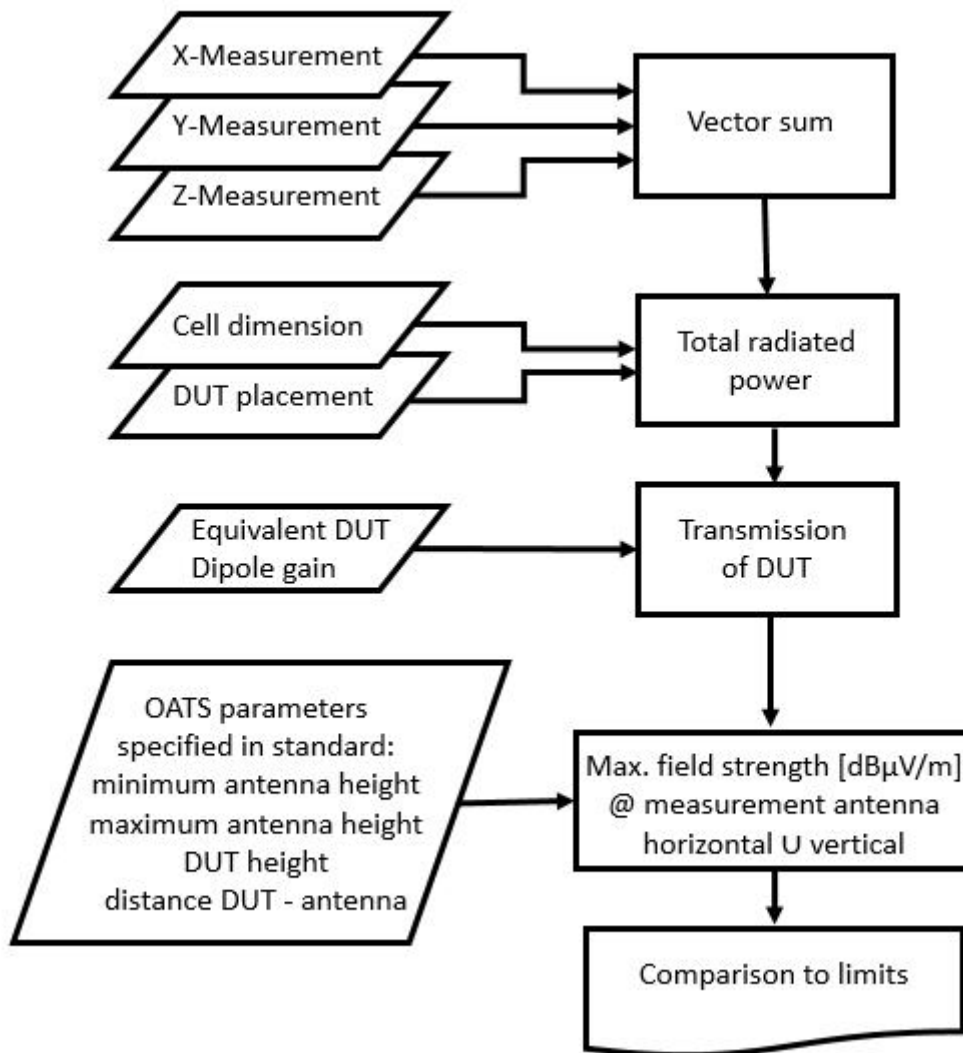 X-Measurement
Y-Measurement
Z-Measurement
Vector sum
Cell dimension
DUT placement
Total radiated
power
Equivalent DUT
Dipole gain
Transmission
of DUT
OATS parameters
specified in standard:
minimum antenna height
maximum antenna height
DUT height
distance DUT - antenna
Max. field strength [dBµV/m]
@ measurement antenna
horizontal U vertical
Comparison to limits